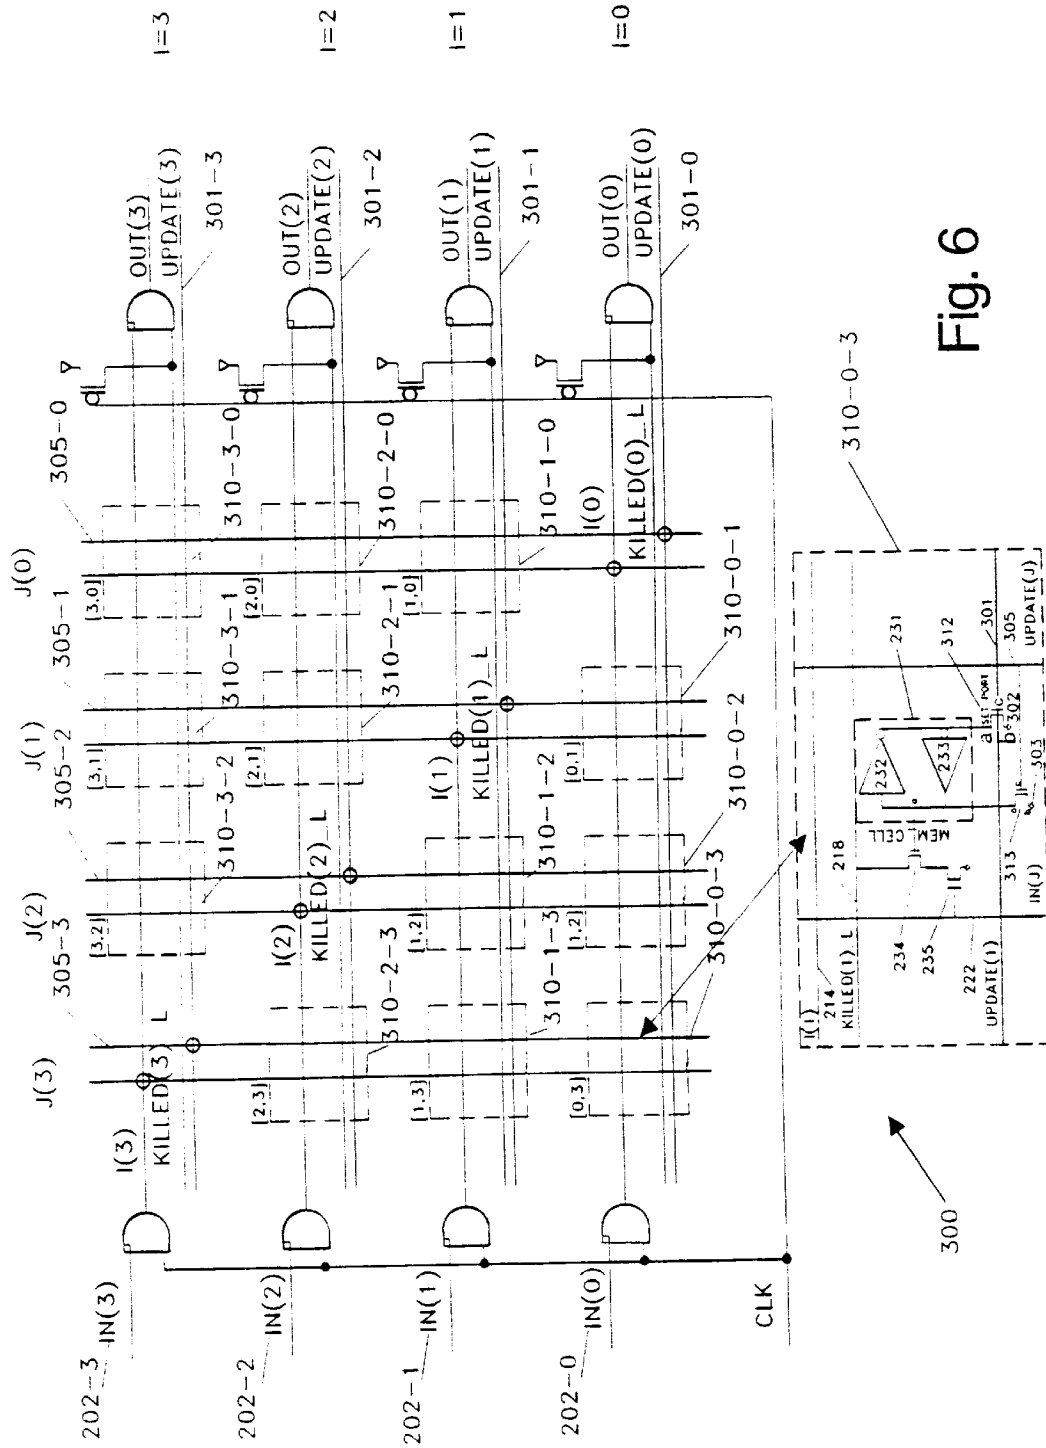 I=3
I=2
I=1
I=0
J(3)
305-3
J(2)
305-2
J(1)
305-1
J(0)
305-0
202-3
IN(3)
I(3)
KILLED(3)_L
[3,2]
310-3-2
[3,1]
310-3-1
[3,0]
310-3-0
OUT(3)
UPDATE(3)
301-3
202-2
IN(2)
[2,3]
310-2-3
I(2)
KILLED(2)_L
[2,1]
310-2-1
[2,0]
310-2-0
OUT(2)
UPDATE(2)
301-2
202-1
IN(1)
[1,3]
310-1-3
[1,2]
310-1-2
I(1)
KILLED(1)_L
[1,0]
310-1-0
OUT(1)
UPDATE(1)
301-1
202-0
IN(0)
[0,3]
310-0-3
[1,2]
310-0-2
[0,1]
310-0-1
I(0)
KILLED(0)_L
OUT(0)
UPDATE(0)
301-0
CLK
300
I(1)
214
KILLED(1)_L
218
234
235
222
UPDATE(1)
MEM CELL
232
233
231
a
SET PORT
312
b
c
301
302
305
313
303
IN(J)
UPDATE(J)
310-0-3
Fig. 6